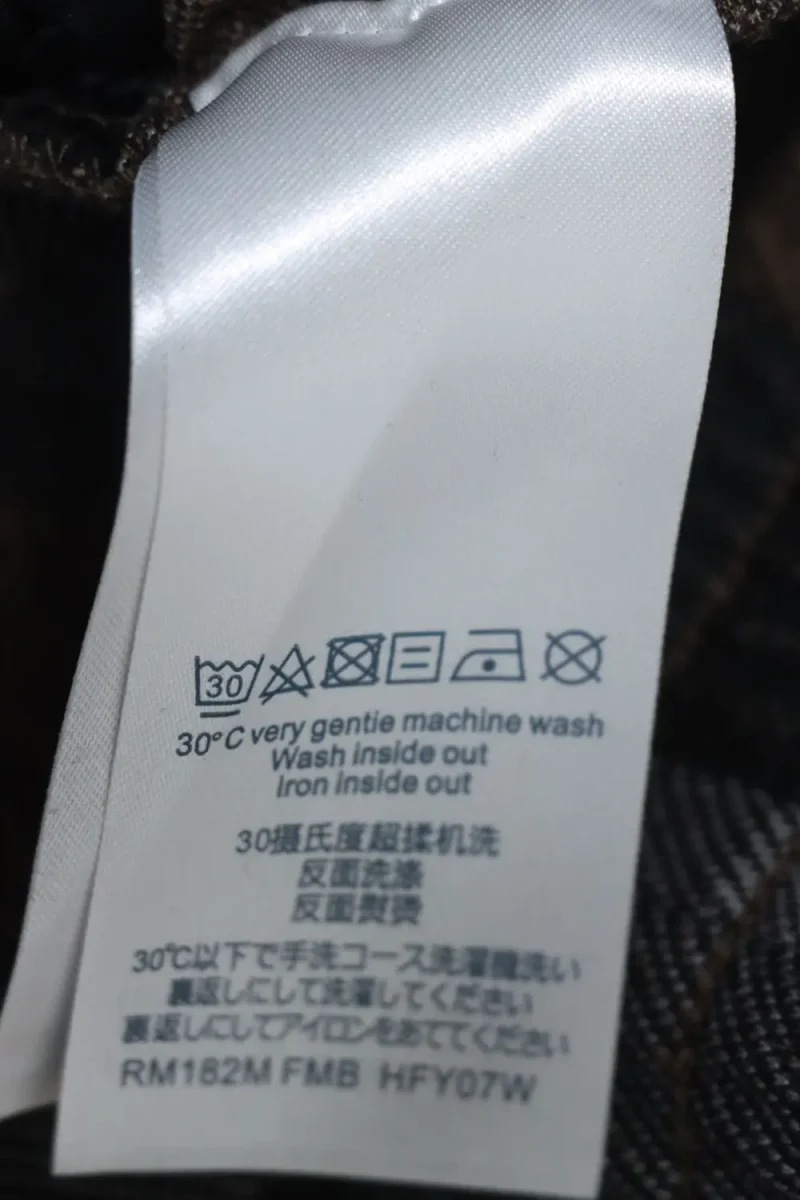 30
30°C very gentie machine wash
Wash inside out
Iron inside out
30摄氏度超揉机洗
反面洗涤
反面熨烫
30℃以下で手洗コース洗濯機洗い
裏返しにして洗濯してください
裏返しにしてアイロンをあててください
RM182M FMB HFY07W